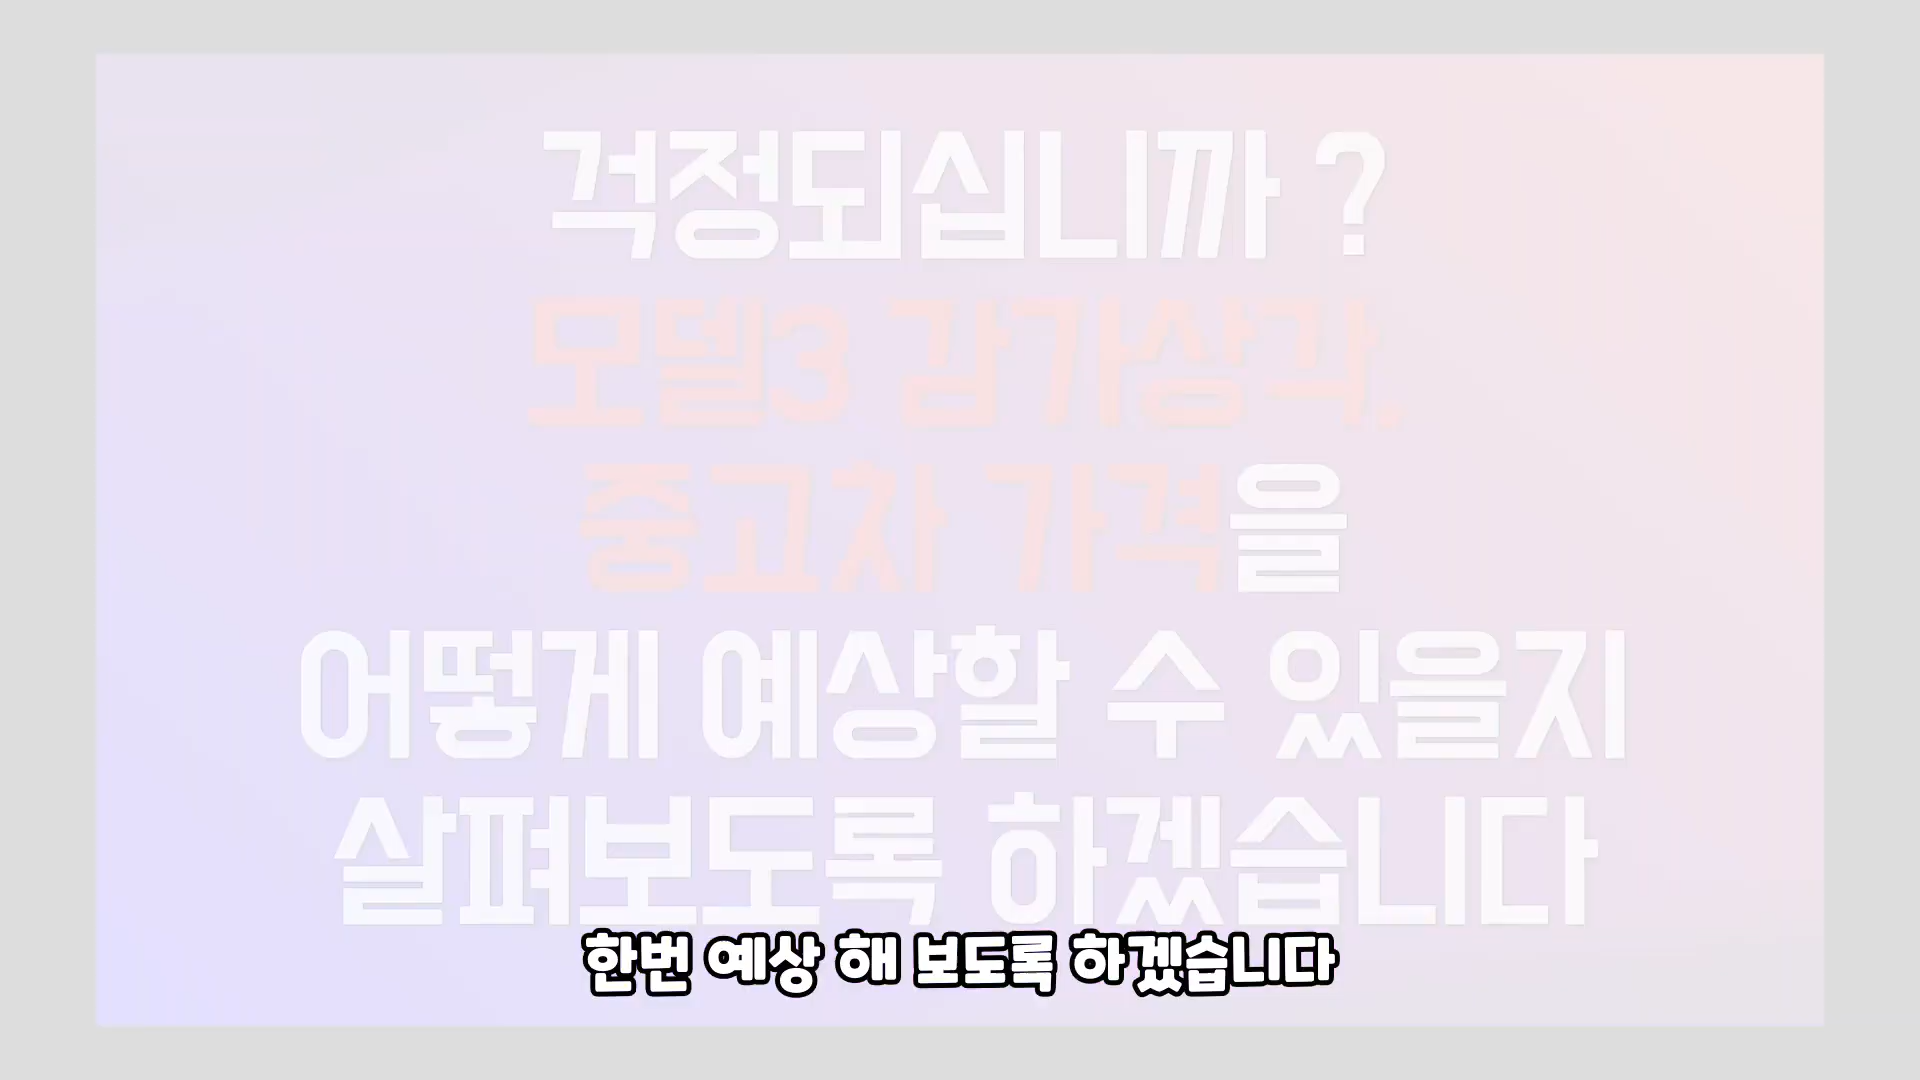 걱정되십니까 ?
모델3 감가상각,
중고차 가격을
어떻게 예상할 수 있을지
살펴보도록 하겠습니다
한번 예상 해 보도록 하겠습니다